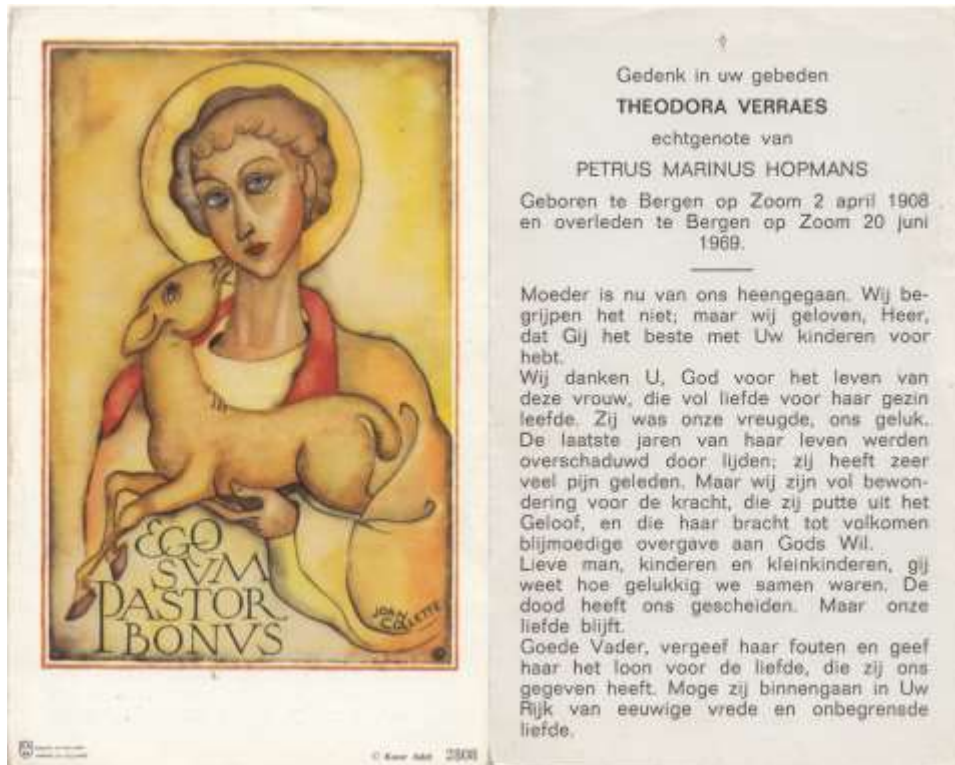 EGO
SVM
PASTOR
BONVS
JOAN
COLLETTE
2808
Gedenk in uw gebeden
THEODORA VERRAES
echtgenote van
PETRUS MARINUS HOPMANS
Geboren te Bergen op Zoom 2 april 1908
en overleden te Bergen op Zoom 20 juni
1969.
Moeder is nu van ons heengegaan. Wij be-
grijpen het niet; maar wij geloven, Heer,
dat Gij het beste met Uw kinderen voor
hebt.
Wij danken U, God voor het leven van
deze vrouw, die vol liefde voor haar gezin
leefde. Zij was onze vreugde, ons geluk.
De laatste jaren van haar leven werden
overschaduwd door lijden; zij heeft zeer
veel pijn geleden. Maar wij zijn vol bewon-
dering voor de kracht, die zij putte uit het
Geloof, en die haar bracht tot volkomen
blijmoedige overgave aan Gods Wil.
Lieve man, kinderen en kleinkinderen, gij
weet hoe gelukkig we samen waren. De
dood heeft ons gescheiden. Maar onze
liefde blijft.
Goede Vader, vergeef haar fouten en geef
haar het loon voor de liefde, die zij ons
gegeven heeft. Moge zij binnengaan in Uw
Rijk van eeuwige vrede en onbegrensde
liefde.